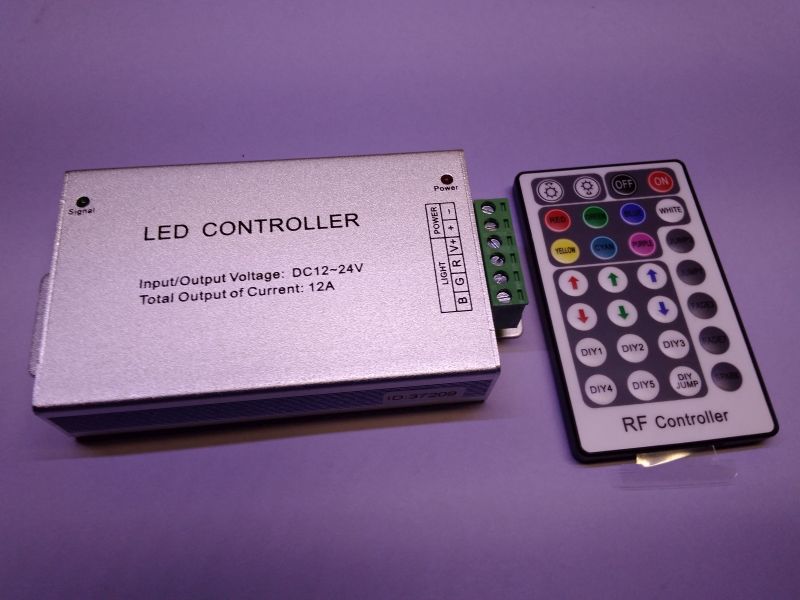 Signal
Power
LED CONTROLLER
Input/Output Voltage: DC12~24V
Total Output of Current: 12A
POWER
- +
LIGHT
V+ R G B
ID:37209
OFF
ON
RED
GREEN
BLUE
WHITE
YELLOW
CYAN
PURPLE
DIY1
DIY2
DIY3
DIY4
DIY5
DIY
JUMP
RF Controller